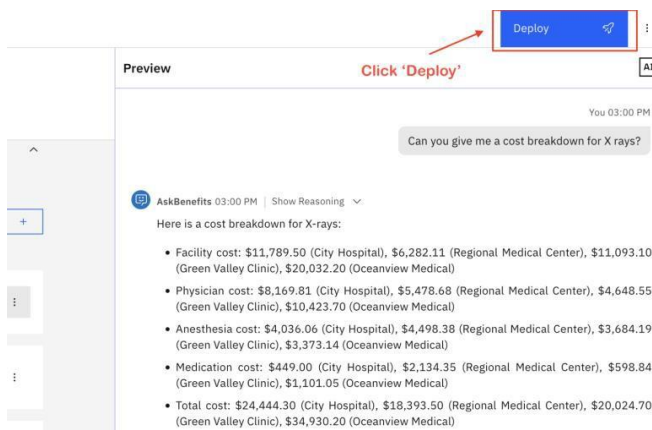 Deploy
Preview
Click ‘Deploy’
AI
You 03:00 PM
Can you give me a cost breakdown for X rays?
AskBenefits 03:00 PM | Show Reasoning
Here is a cost breakdown for X-rays:
• Facility cost: $11,789.50 (City Hospital), $6,282.11 (Regional Medical Center), $11,093.10
(Green Valley Clinic), $20,032.20 (Oceanview Medical)
• Physician cost: $8,169.81 (City Hospital), $5,478.68 (Regional Medical Center), $4,648.55
(Green Valley Clinic), $10,423.70 (Oceanview Medical)
• Anesthesia cost: $4,036.06 (City Hospital), $4,498.38 (Regional Medical Center), $3,684.19
(Green Valley Clinic), $3,373.14 (Oceanview Medical)
• Medication cost: $449.00 (City Hospital), $2,134.35 (Regional Medical Center), $598.84
(Green Valley Clinic), $1,101.05 (Oceanview Medical)
• Total cost: $24,444.30 (City Hospital), $18,393.50 (Regional Medical Center), $20,024.70
(Green Valley Clinic), $34,930.20 (Oceanview Medical)